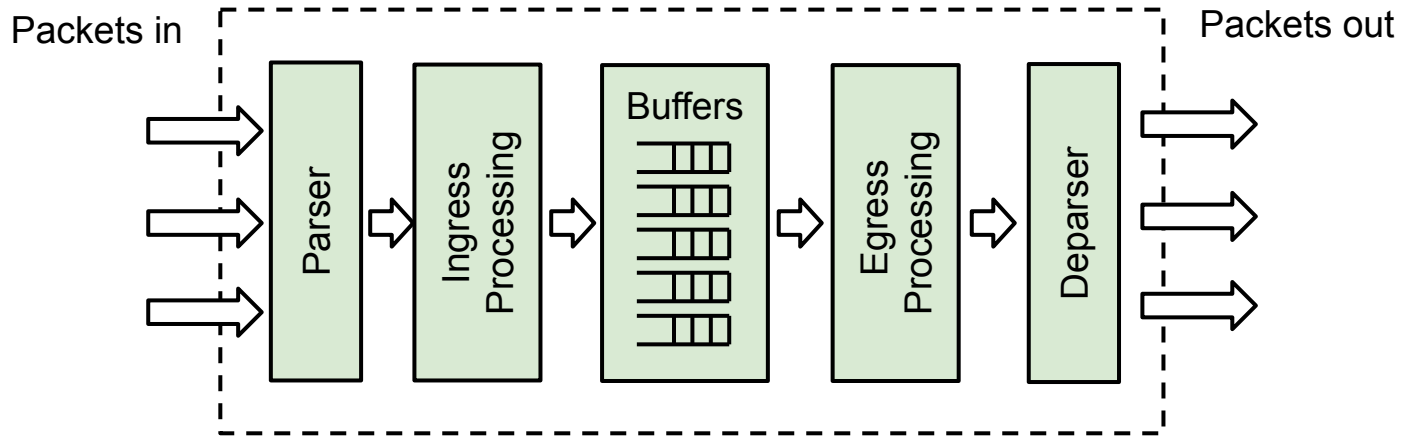 Packets in
Packets out
Parser
Ingress
Processing
Buffers
Egress
Processing
Deparser